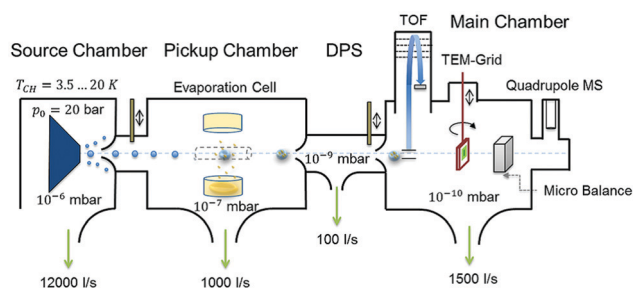 Source Chamber
Pickup Chamber
DPS
TOF
Main Chamber
TEM-Grid
T_CH = 3.5 … 20 K
Evaporation Cell
Quadrupole MS
p₀ = 20 bar
10⁻⁹ mbar
10⁻⁶ mbar
10⁻⁷ mbar
10⁻¹⁰ mbar
Micro Balance
100 l/s
12000 l/s
1000 l/s
1500 l/s